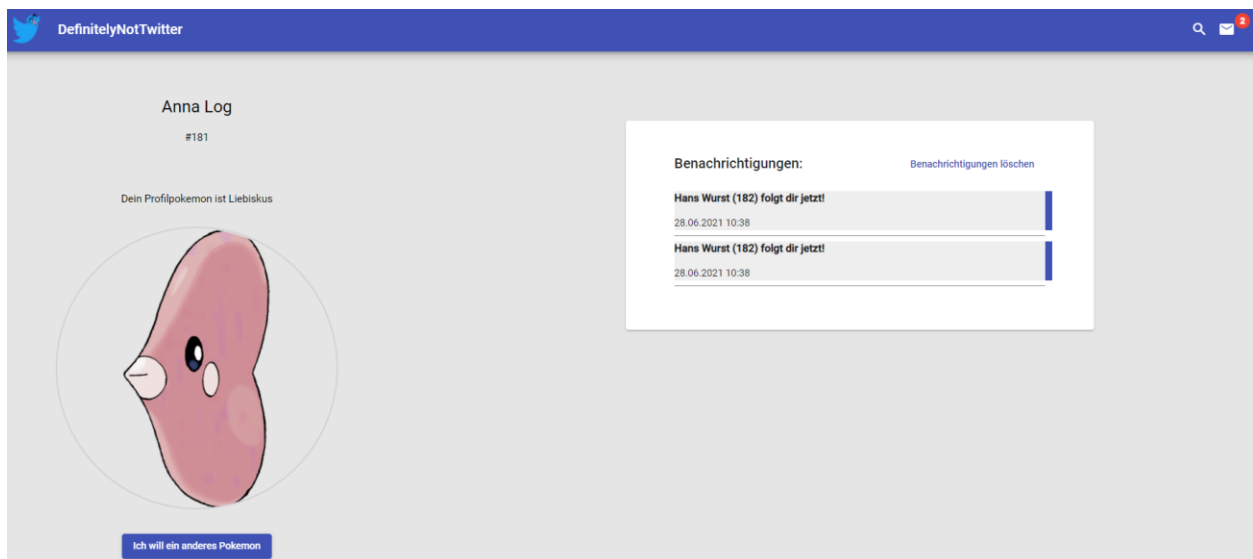 DefinitelyNotTwitter
2
Anna Log
#181
Dein Profilpokemon ist Liebiskus
Ich will ein anderes Pokemon
Benachrichtigungen:
Benachrichtigungen löschen
Hans Wurst (182) folgt dir jetzt!
28.06.2021 10:38
Hans Wurst (182) folgt dir jetzt!
28.06.2021 10:38